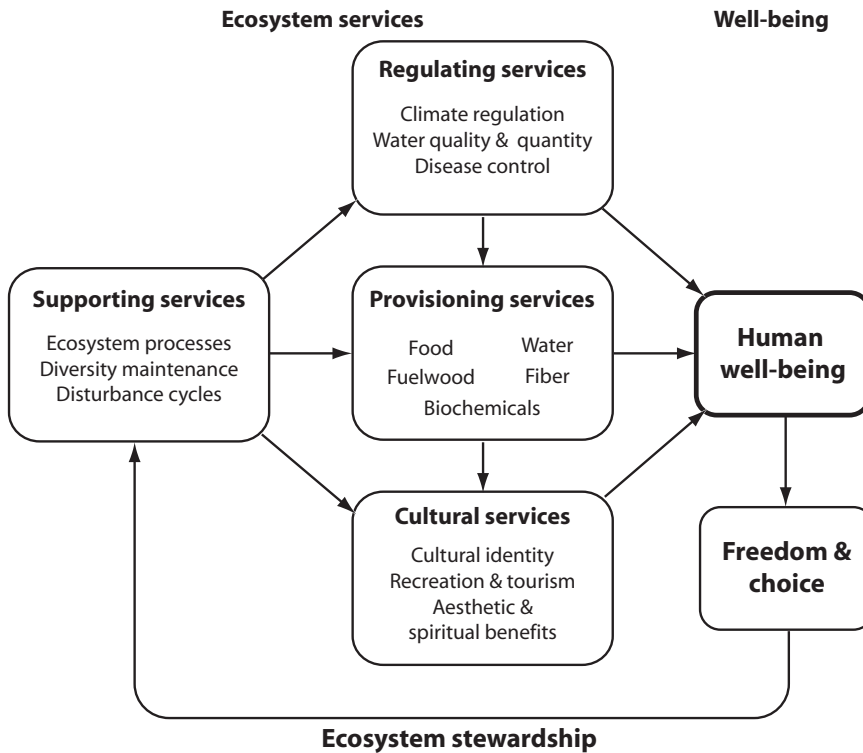 Ecosystem services
Well-being
Regulating services
Climate regulation
Water quality & quantity
Disease control
Supporting services
Ecosystem processes
Diversity maintenance
Disturbance cycles
Provisioning services
Food
Water
Fuelwood
Fiber
Biochemicals
Human
well-being
Cultural services
Cultural identity
Recreation & tourism
Aesthetic &
spiritual benefits
Freedom &
choice
Ecosystem stewardship